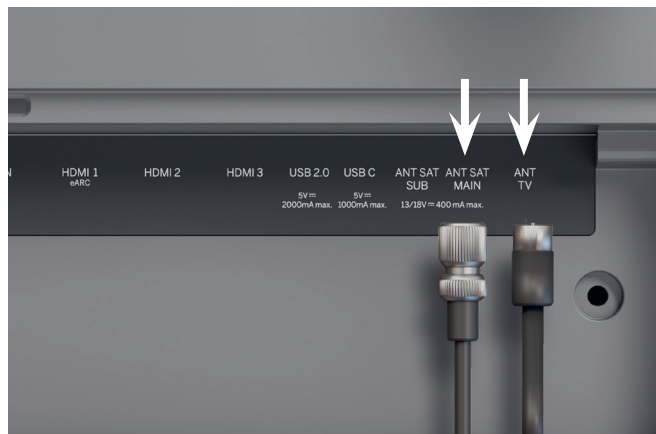 N
HDMI 1
eARC
HDMI 2
HDMI 3
USB 2.0
5V⎓
2000mA max.
USB C
5V⎓
1000mA max.
ANT SAT
SUB
ANT SAT
MAIN
13/18V⎓400 mA max.
ANT
TV